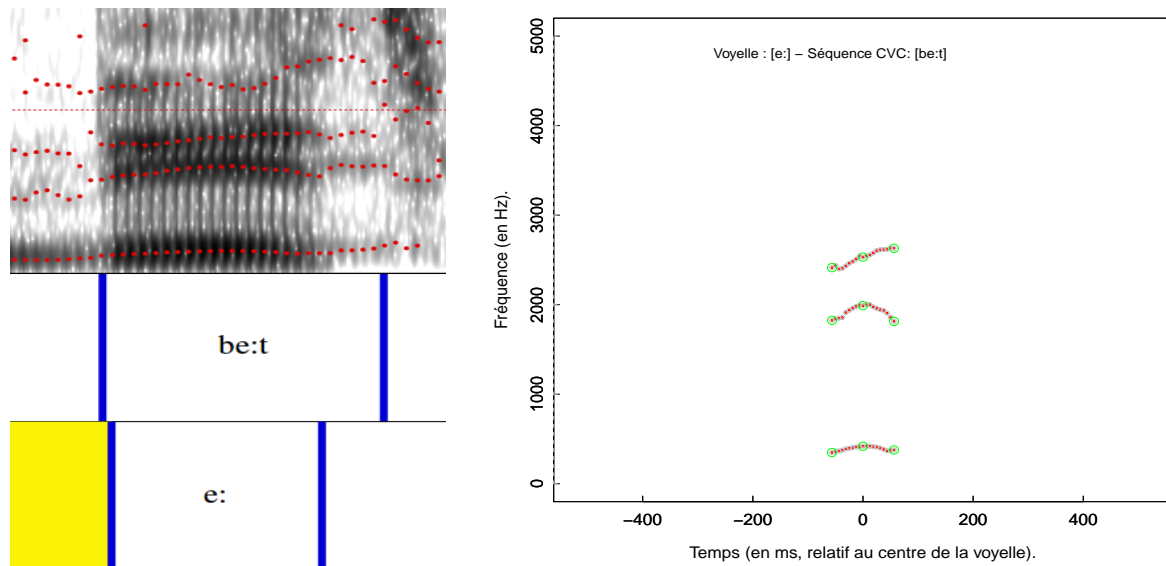 be:t
e:
Voyelle : [e:] − Séquence CVC: [be:t]
Fréquence (en Hz).
5000
4000
3000
2000
1000
0
−400 −200 0 200 400
Temps (en ms, relatif au centre de la voyelle).